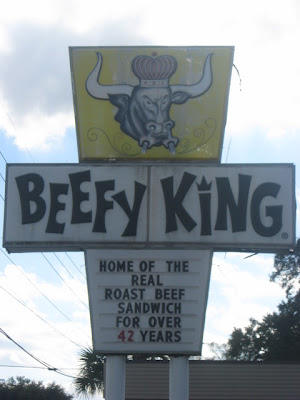 BEEFY KING®
HOME OF THE
REAL
ROAST BEEF
SANDWICH
FOR OVER
42 YEARS